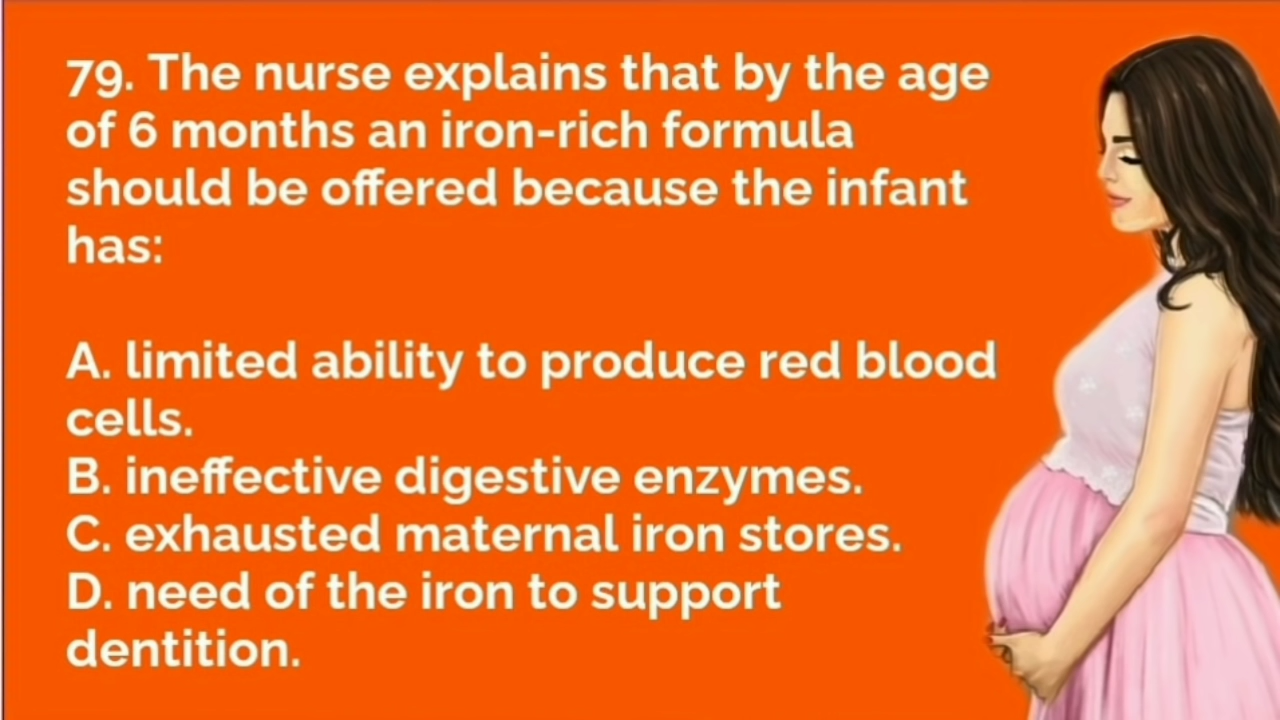 79. The nurse explains that by the age
of 6 months an iron-rich formula
should be offered because the infant
has:
A. limited ability to produce red blood
cells.
B. ineffective digestive enzymes.
C. exhausted maternal iron stores.
D. need of the iron to support
dentition.